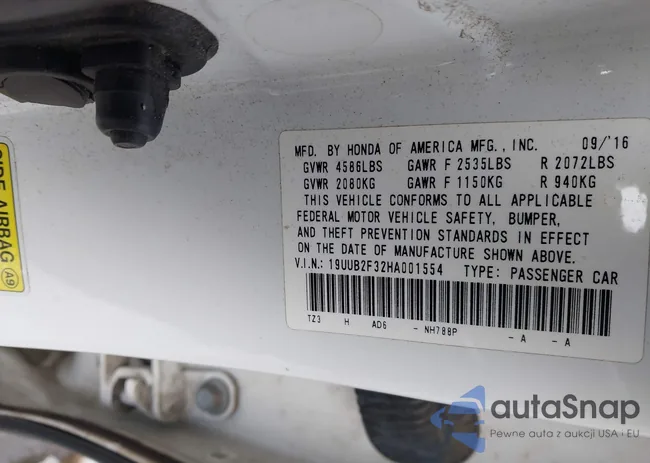 MFD. BY HONDA OF AMERICA MFG., INC. 09/'16
GVWR 4586LBS GAWR F 2535LBS R 2072LBS
GVWR 2080KG GAWR F 1150KG R 940KG
THIS VEHICLE CONFORMS TO ALL APPLICABLE
FEDERAL MOTOR VEHICLE SAFETY, BUMPER,
AND THEFT PREVENTION STANDARDS IN EFFECT
ON THE DATE OF MANUFACTURE SHOWN ABOVE.
V.I.N.: 19UUB2F32HA001554 TYPE: PASSENGER CAR
TZ3 H AD6 - NH788P - A - A
SIDE AIRBAG
A9
autaSnap
Pewne auta z aukcji USA i EU